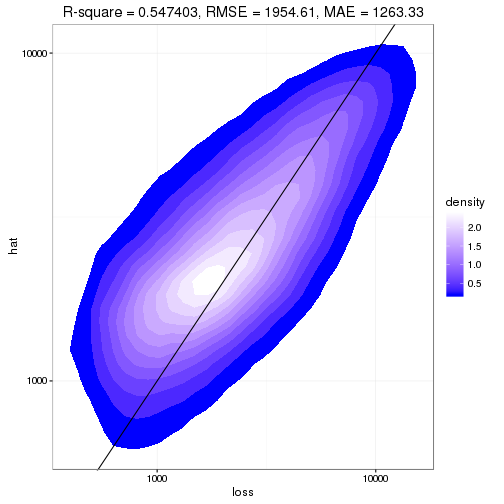 R-square = 0.547403, RMSE = 1954.61, MAE = 1263.33
10000
hat
1000
1000 10000
loss
density
2.0
1.5
1.0
0.5